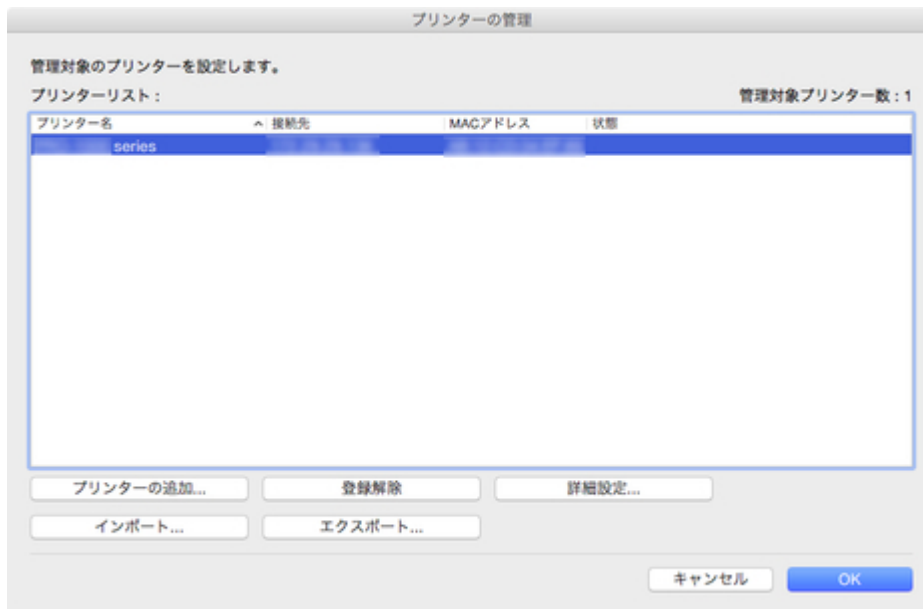 プリンターの管理
管理対象のプリンターを設定します。
プリンターリスト：
管理対象プリンター数：1
プリンター名 接続先 MACアドレス 状態
series
プリンターの追加... 登録解除 詳細設定...
インポート... エクスポート...
キャンセル OK